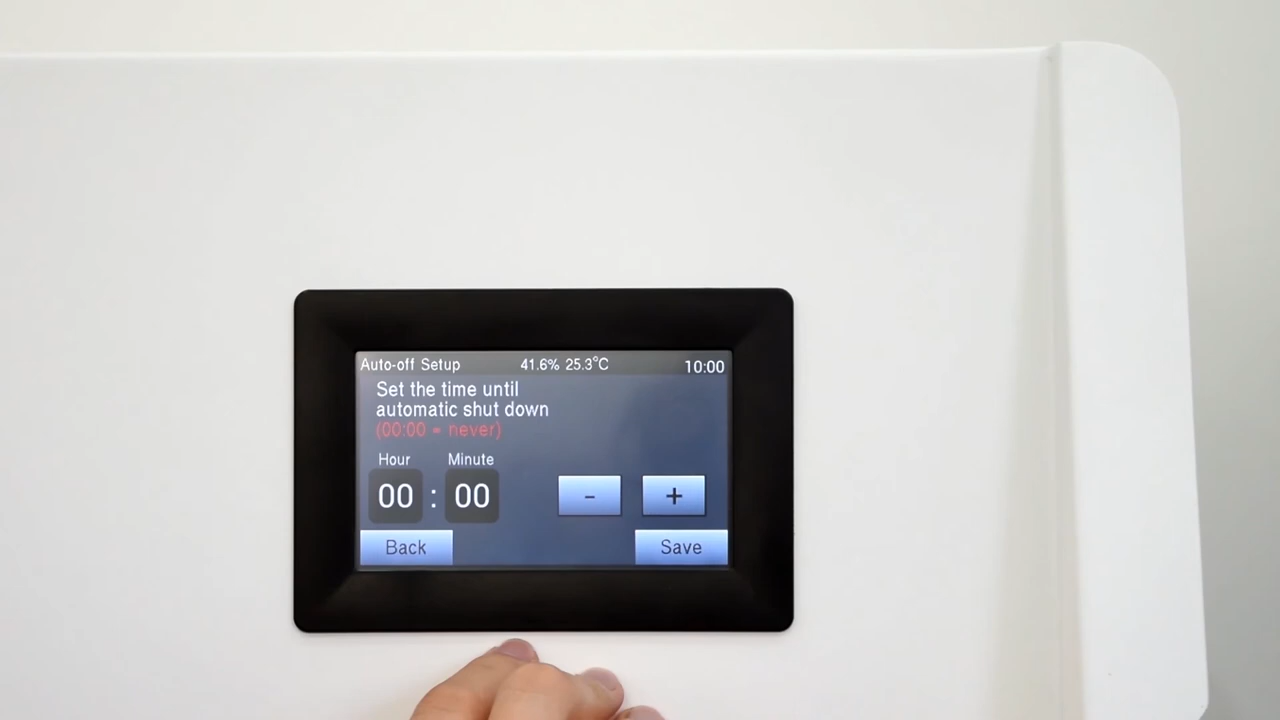 Auto-off Setup 41.6% 25.3°C 10:00
Set the time until
automatic shut down
(00:00 = never)
Hour Minute
00 : 00 - +
Back Save